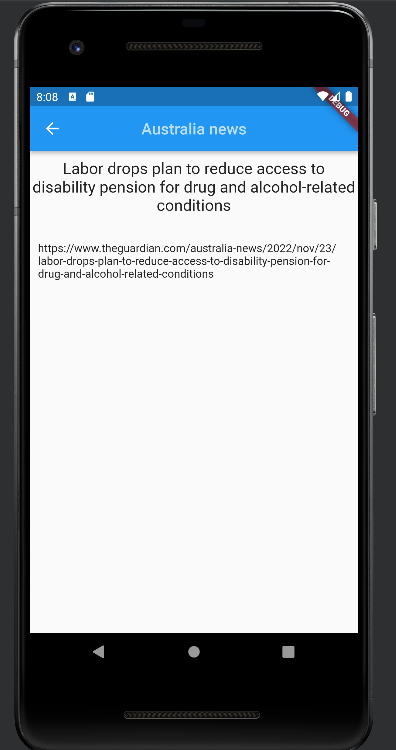 8:08
DEBUG
Australia news
Labor drops plan to reduce access to
disability pension for drug and alcohol-related
conditions
https://www.theguardian.com/australia-news/2022/nov/23/
labor-drops-plan-to-reduce-access-to-disability-pension-for-
drug-and-alcohol-related-conditions